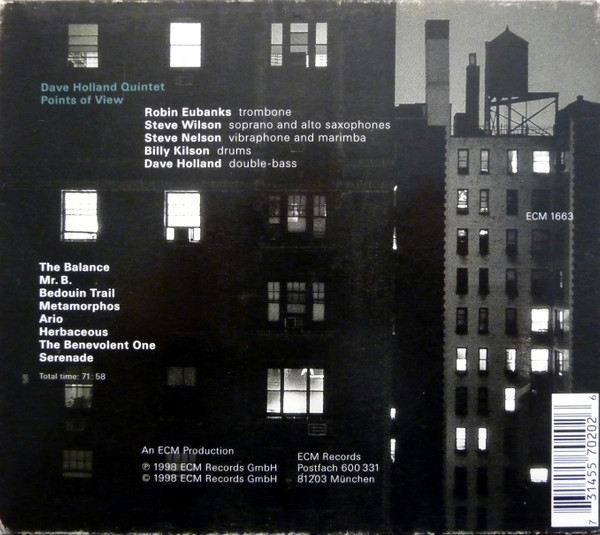 Dave Holland Quintet
Points of View
Robin Eubanks trombone
Steve Wilson soprano and alto saxophones
Steve Nelson vibraphone and marimba
Billy Kilson drums
Dave Holland double-bass
ECM 1663
The Balance
Mr. B.
Bedouin Trail
Metamorphos
Ario
Herbaceous
The Benevolent One
Serenade
Total time: 71:58
An ECM Production
℗ 1998 ECM Records GmbH
© 1998 ECM Records GmbH
ECM Records
Postfach 600 331
81203 München
7 31455 70202 6